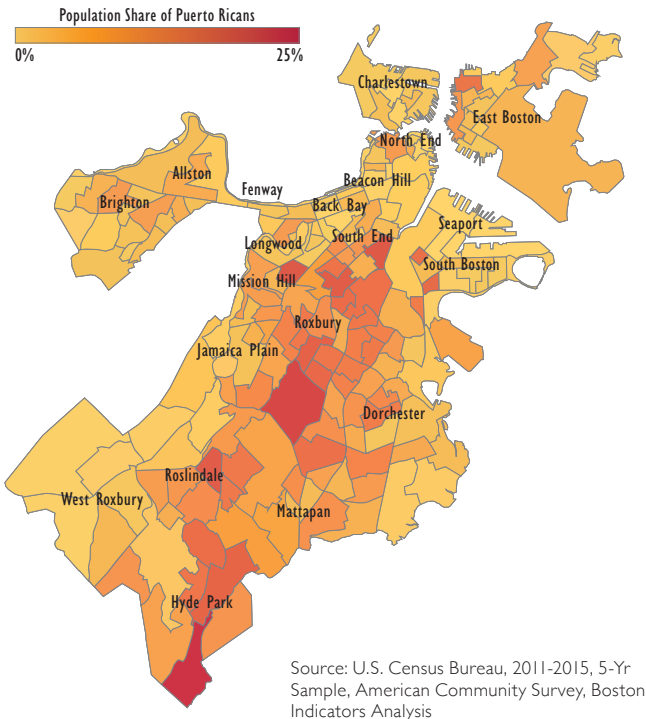 Population Share of Puerto Ricans
0% 25%
Charlestown
East Boston
North End
Allston
Beacon Hill
Fenway
Brighton
Back Bay
Seaport
South End
Longwood
South Boston
Mission Hill
Roxbury
Jamaica Plain
Dorchester
Roslindale
West Roxbury
Mattapan
Hyde Park
Source: U.S. Census Bureau, 2011-2015, 5-Yr
Sample, American Community Survey, Boston
Indicators Analysis